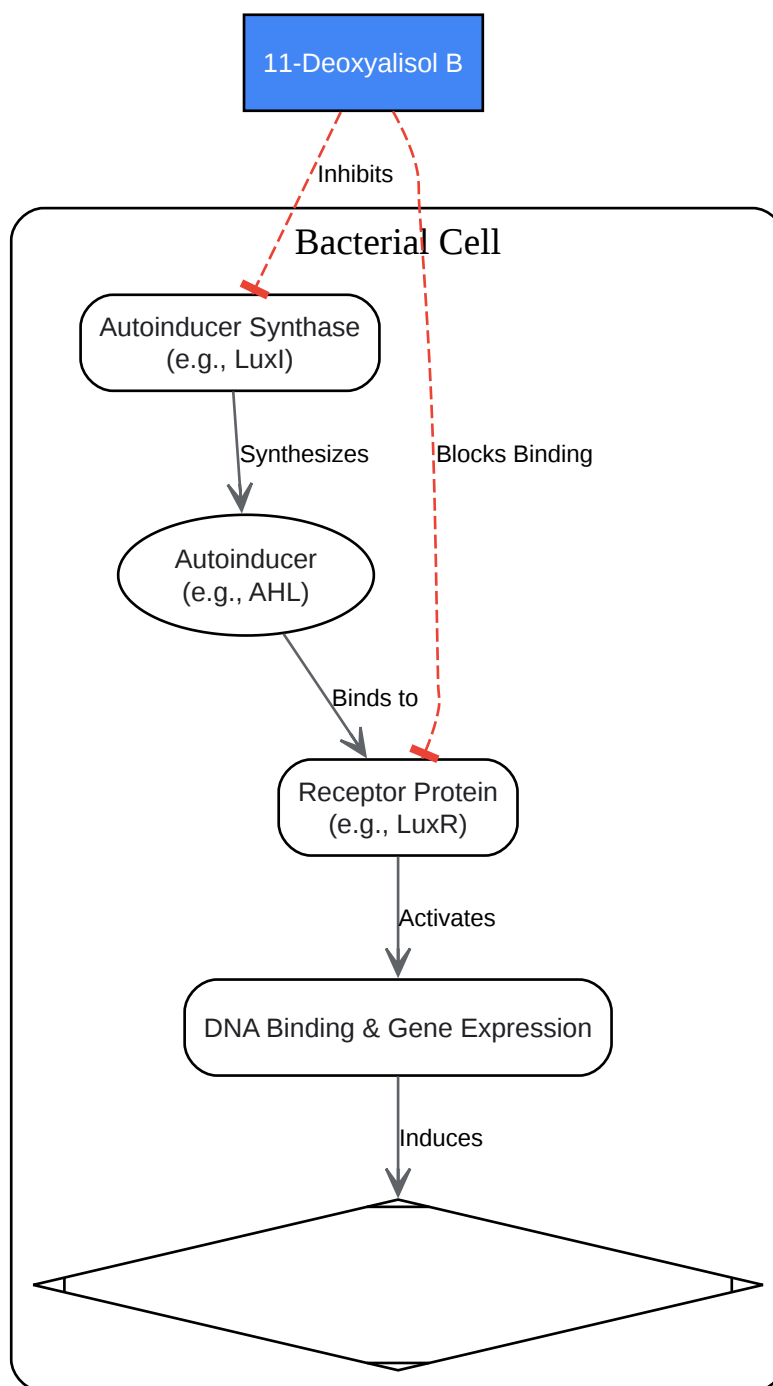 11-Deoxyalisol B
Inhibits
Bacterial Cell
Autoinducer Synthase
(e.g., LuxI)
Synthesizes
Blocks Binding
Autoinducer
(e.g., AHL)
Binds to
Receptor Protein
(e.g., LuxR)
Activates
DNA Binding & Gene Expression
Induces